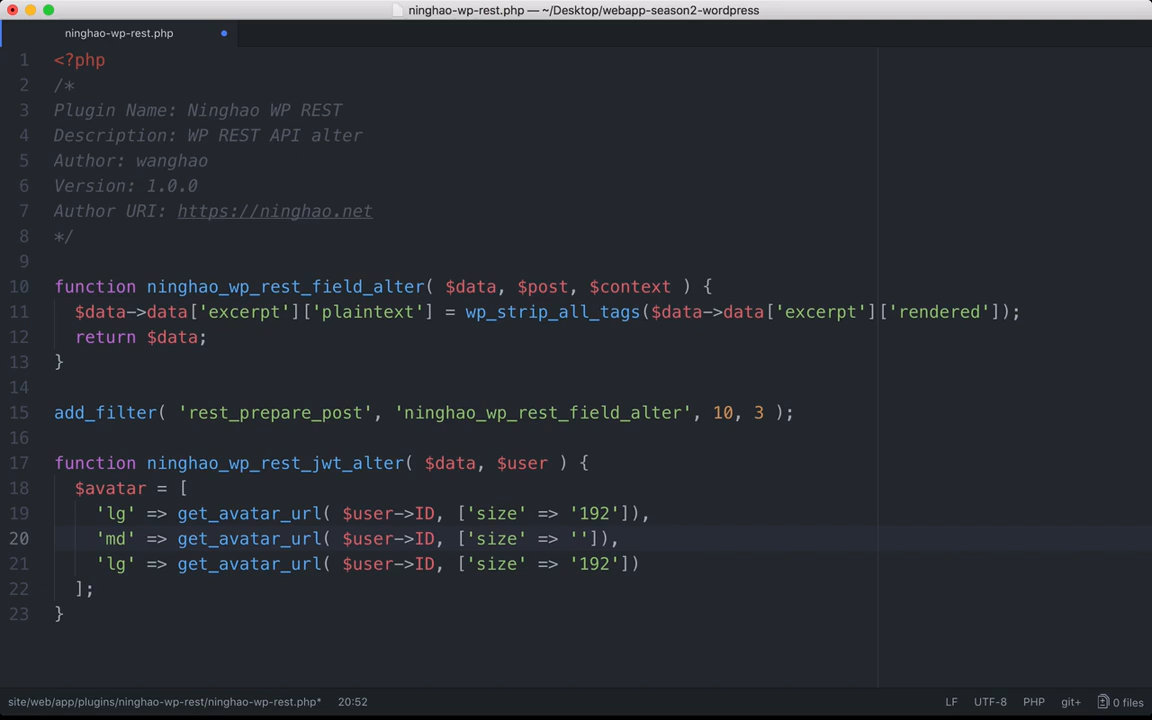 ninghao-wp-rest.php — ~/Desktop/webapp-season2-wordpress
ninghao-wp-rest.php
1 <?php
2 /*
3 Plugin Name: Ninghao WP REST
4 Description: WP REST API alter
5 Author: wanghao
6 Version: 1.0.0
7 Author URI: https://ninghao.net
8 */
9
10 function ninghao_wp_rest_field_alter( $data, $post, $context ) {
11 $data->data['excerpt']['plaintext'] = wp_strip_all_tags($data->data['excerpt']['rendered']);
12 return $data;
13 }
14
15 add_filter( 'rest_prepare_post', 'ninghao_wp_rest_field_alter', 10, 3 );
16
17 function ninghao_wp_rest_jwt_alter( $data, $user ) {
18 $avatar = [
19 'lg' => get_avatar_url( $user->ID, ['size' => '192']),
20 'md' => get_avatar_url( $user->ID, ['size' => '']),
21 'lg' => get_avatar_url( $user->ID, ['size' => '192'])
22 ];
23 }
site/web/app/plugins/ninghao-wp-rest/ninghao-wp-rest.php* 20:52 LF UTF-8 PHP git+ 0 files